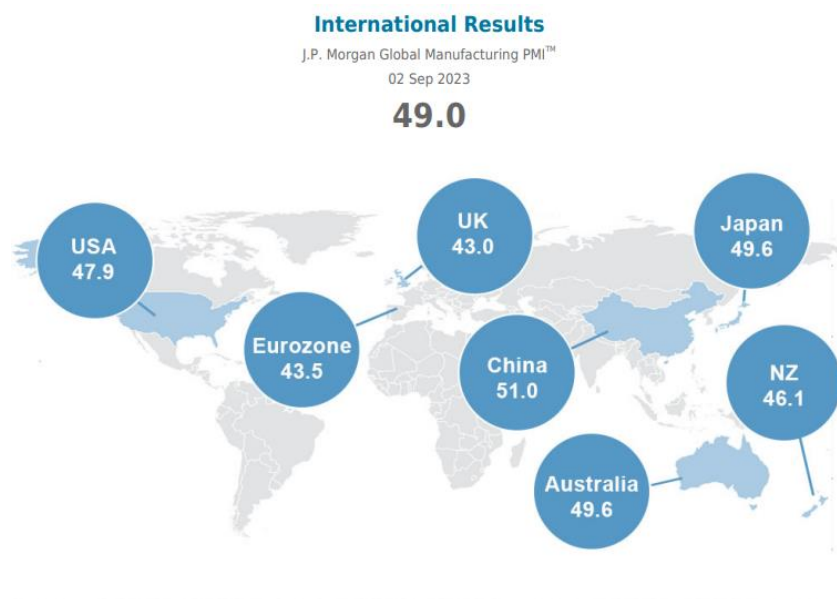 International Results
J.P. Morgan Global Manufacturing PMI™
02 Sep 2023
49.0
USA
47.9
UK
43.0
Japan
49.6
Eurozone
43.5
China
51.0
NZ
46.1
Australia
49.6